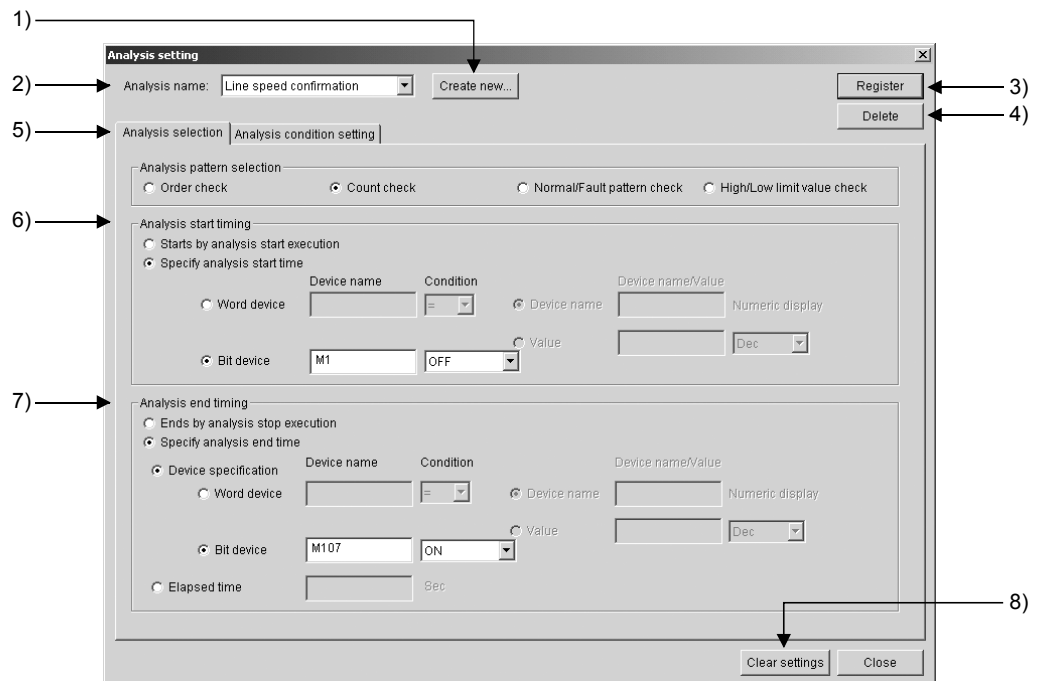 1)
Analysis setting
2)
Analysis name: Line speed confirmation Create new... Register 3)
Delete 4)
5) Analysis selection Analysis condition setting
Analysis pattern selection
Order check Count check Normal/Fault pattern check High/Low limit value check
6) Analysis start timing
Starts by analysis start execution
Specify analysis start time
Device name Condition Device name/Value
Word device = Device name Numeric display
Value Dec
Bit device M1 OFF
7) Analysis end timing
Ends by analysis stop execution
Specify analysis end time
Device specification Device name Condition Device name/Value
Word device = Device name Numeric display
Value Dec
Bit device M107 ON
Elapsed time Sec
8)
Clear settings Close